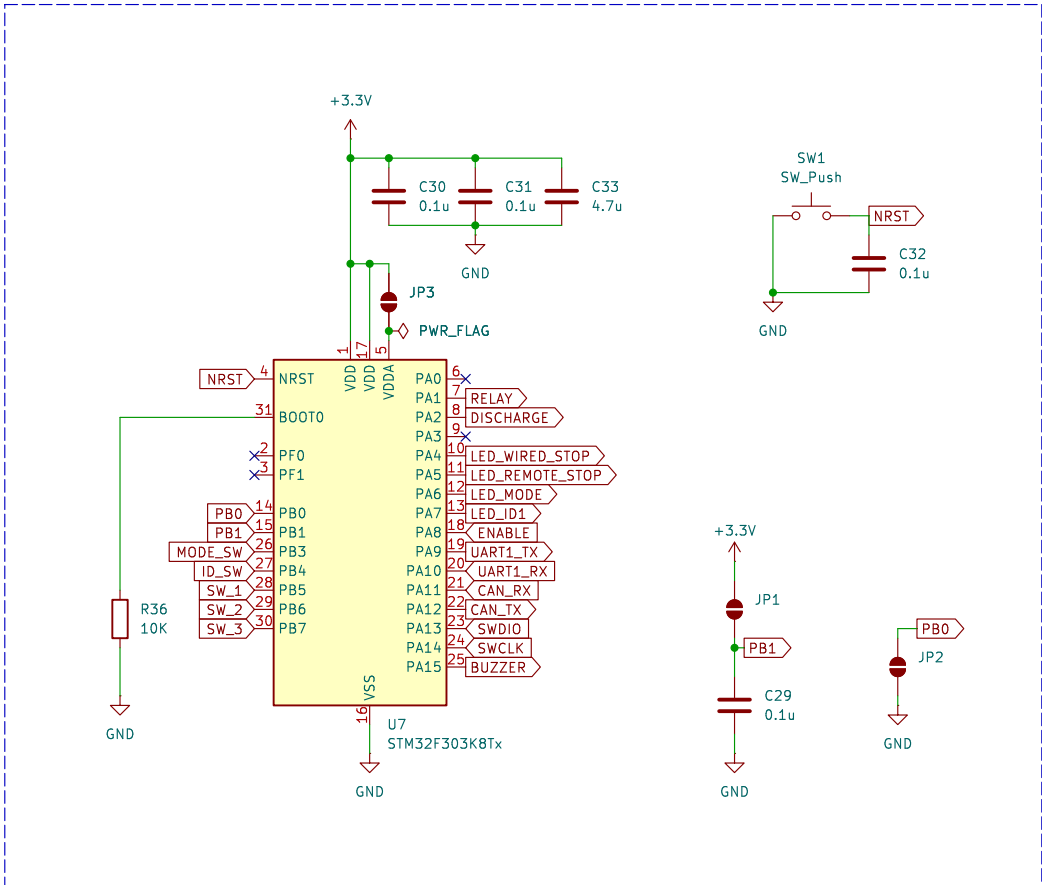 +3.3V
C30
0.1u
C31
0.1u
C33
4.7u
GND
SW1
SW_Push
NRST
C32
0.1u
GND
JP3
PWR_FLAG
1
17
5
VDD
VDD
VDDA
NRST
4
NRST
31
BOOT0
2
PF0
3
PF1
PB0
14
PB0
PB1
15
PB1
MODE_SW
26
PB3
ID_SW
27
PB4
SW_1
28
PB5
SW_2
29
PB6
SW_3
30
PB7
PA0
6
PA1
7
RELAY
PA2
8
DISCHARGE
PA3
9
PA4
10
LED_WIRED_STOP
PA5
11
LED_REMOTE_STOP
PA6
12
LED_MODE
PA7
13
LED_ID1
PA8
18
ENABLE
PA9
19
UART1_TX
PA10
20
UART1_RX
PA11
21
CAN_RX
PA12
22
CAN_TX
PA13
23
SWDIO
PA14
24
SWCLK
PA15
25
BUZZER
VSS
16
U7
STM32F303K8Tx
GND
R36
10K
GND
+3.3V
JP1
PB1
C29
0.1u
GND
PB0
JP2
GND